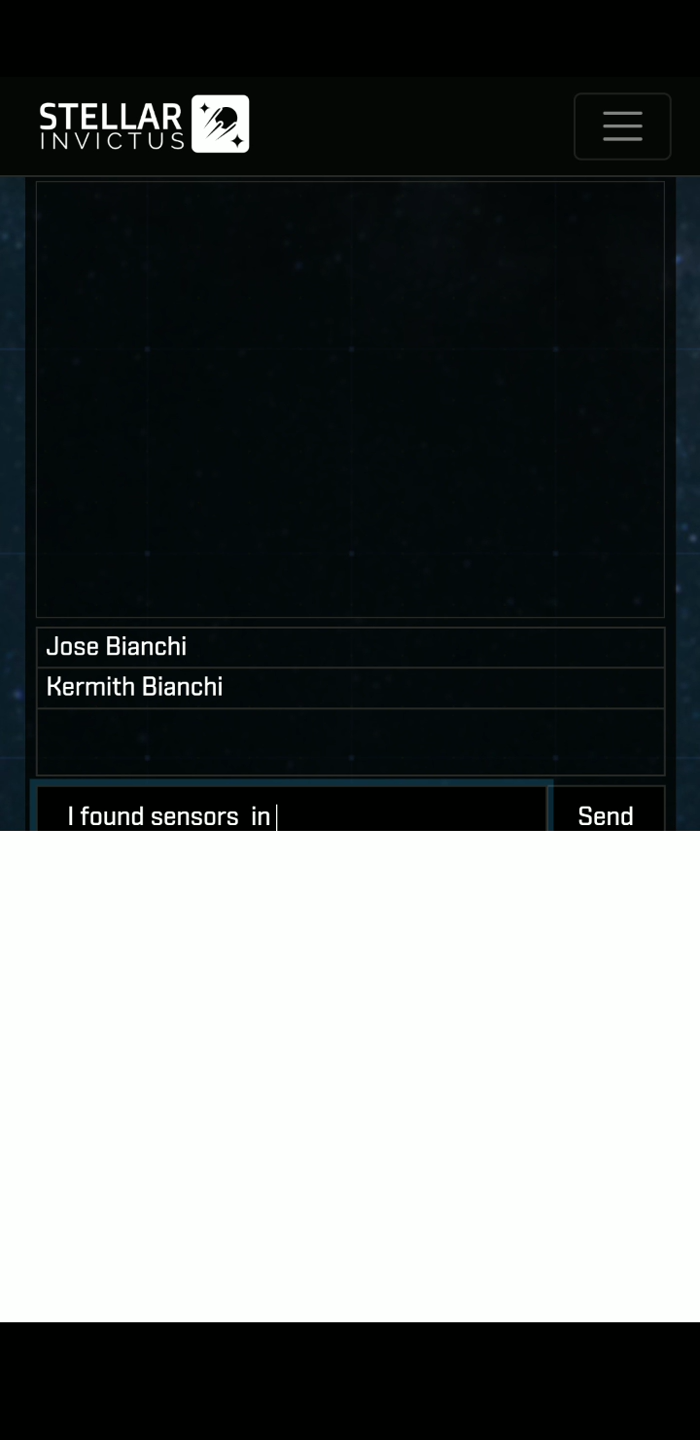 STELLAR
INVICTUS
Jose Bianchi
Kermith Bianchi
I found sensors  in
Send